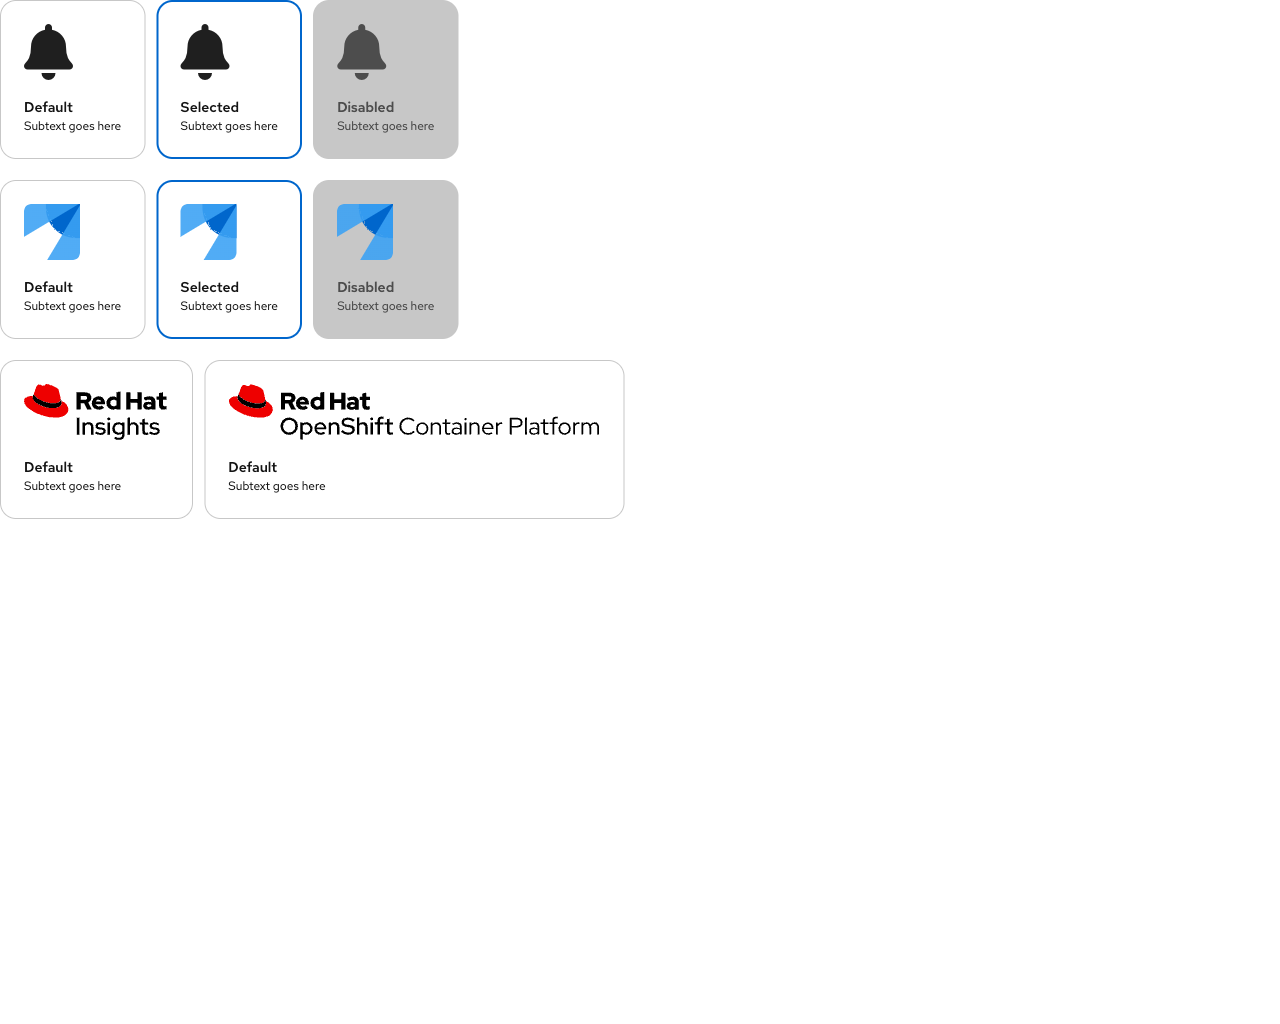 Default
Subtext goes here
Selected
Subtext goes here
Disabled
Subtext goes here
Default
Subtext goes here
Selected
Subtext goes here
Disabled
Subtext goes here
Red Hat
Insights
Default
Subtext goes here
Red Hat
OpenShift Container Platform
Default
Subtext goes here